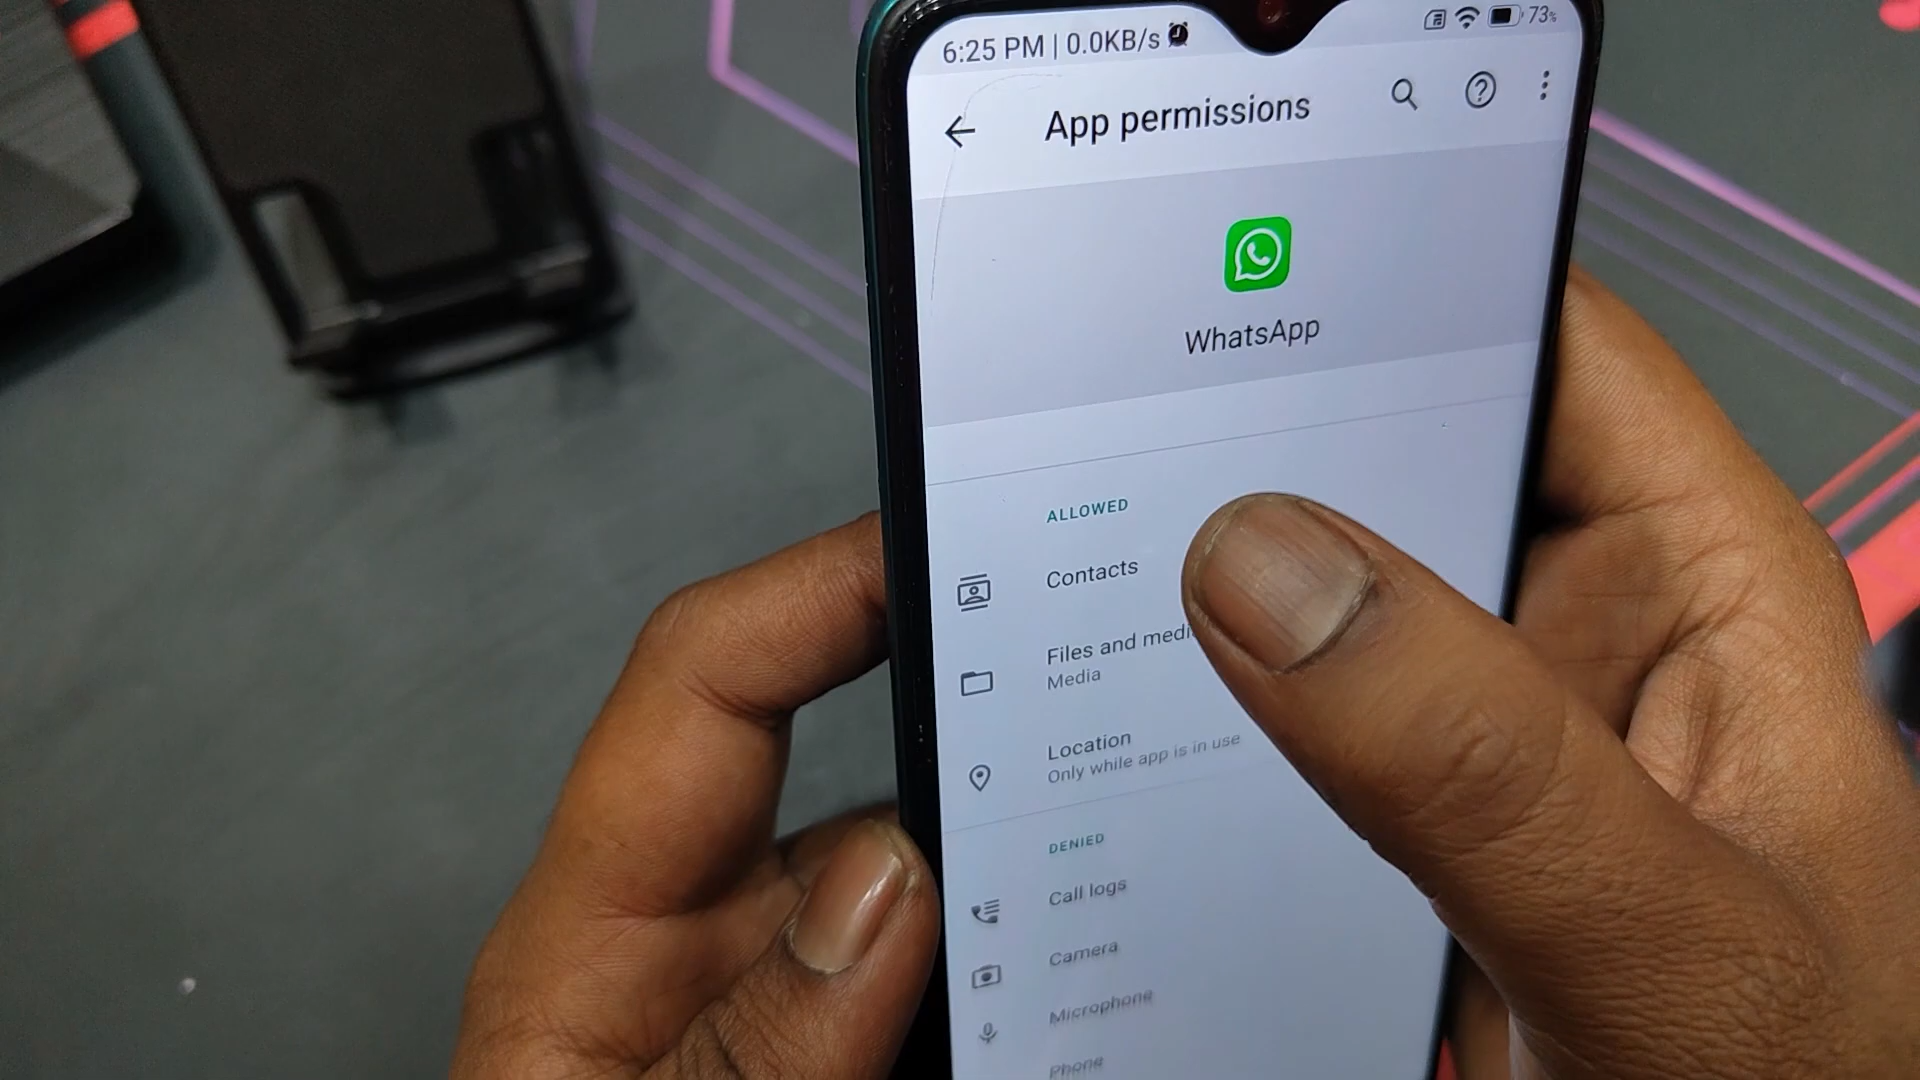 6:25 PM | 0.0KB/s
73%
App permissions
WhatsApp
ALLOWED
Contacts
Files and medi
Media
Location
Only while app is in use
DENIED
Call logs
Camera
Microphone
Phone